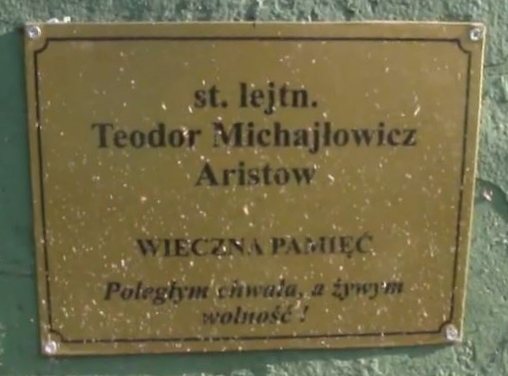 st. lejtn.
Teodor Michajłowicz
Aristow
WIECZNA PAMIĘĆ
Poległym chwała, a żywym
wolność !